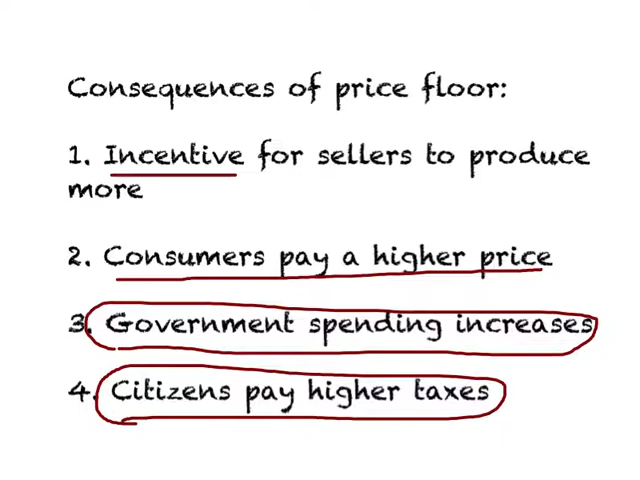 Consequences of price floor:
1. Incentive for sellers to produce
more
2. Consumers pay a higher price
3. Government spending increases
4. Citizens pay higher taxes